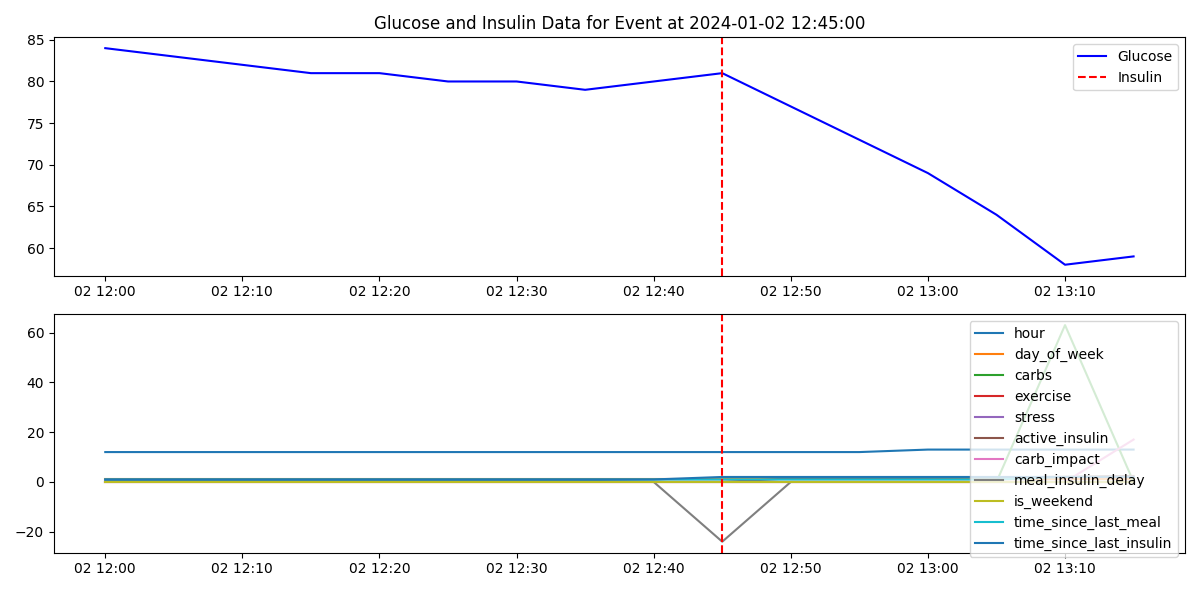 Glucose and Insulin Data for Event at 2024-01-02 12:45:00
85
80
75
70
65
60
Glucose
Insulin
02 12:00 02 12:10 02 12:20 02 12:30 02 12:40 02 12:50 02 13:00 02 13:10
60
40
20
0
−20
hour
day_of_week
carbs
exercise
stress
active_insulin
carb_impact
meal_insulin_delay
is_weekend
time_since_last_meal
time_since_last_insulin
02 12:00 02 12:10 02 12:20 02 12:30 02 12:40 02 12:50 02 13:00 02 13:10